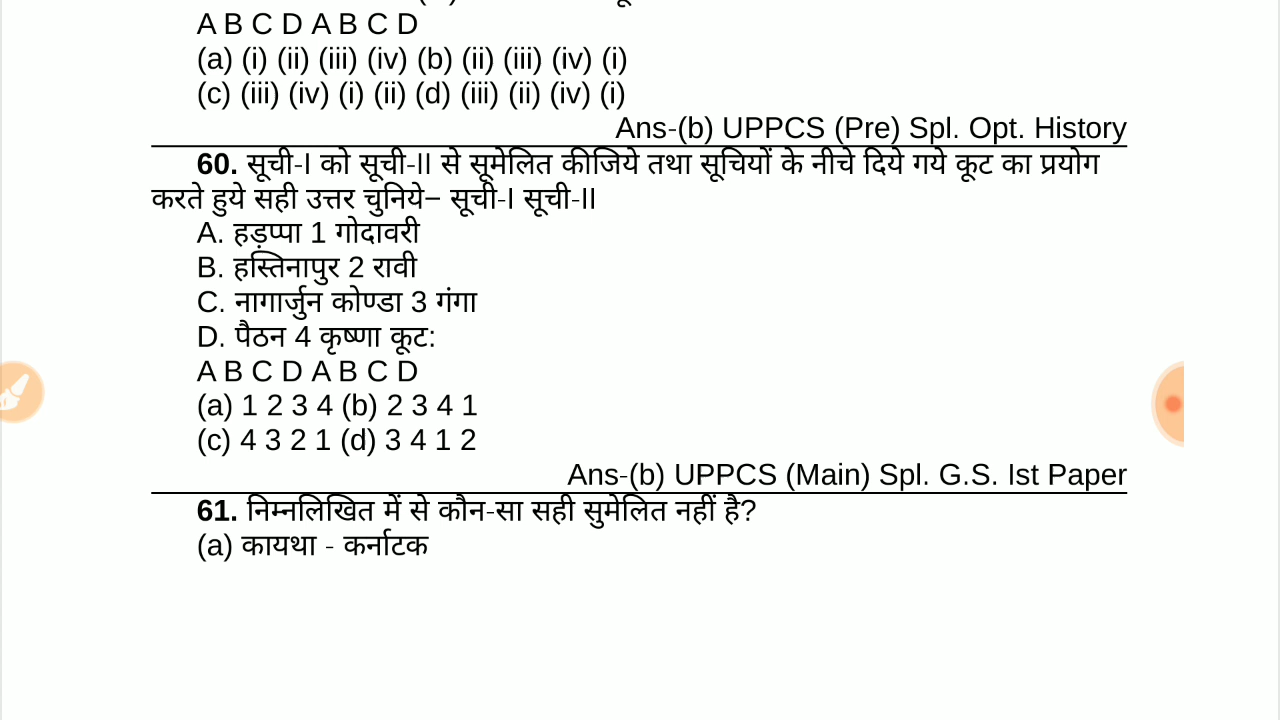 A B C D A B C D
(a) (i) (ii) (iii) (iv) (b) (ii) (iii) (iv) (i)
(c) (iii) (iv) (i) (ii) (d) (iii) (ii) (iv) (i)
Ans-(b) UPPCS (Pre) Spl. Opt. History
60. सूची-I को सूची-II से सूमेलित कीजिये तथा सूचियों के नीचे दिये गये कूट का प्रयोग
करते हुये सही उत्तर चुनिये− सूची-I सूची-II
A. हड़प्पा 1 गोदावरी
B. हस्तिनापुर 2 रावी
C. नागार्जुन कोण्डा 3 गंगा
D. पैठन 4 कृष्णा कूट:
A B C D A B C D
(a) 1 2 3 4 (b) 2 3 4 1
(c) 4 3 2 1 (d) 3 4 1 2
Ans-(b) UPPCS (Main) Spl. G.S. Ist Paper
61. निम्नलिखित में से कौन-सा सही सुमेलित नहीं है?
(a) कायथा - कर्नाटक